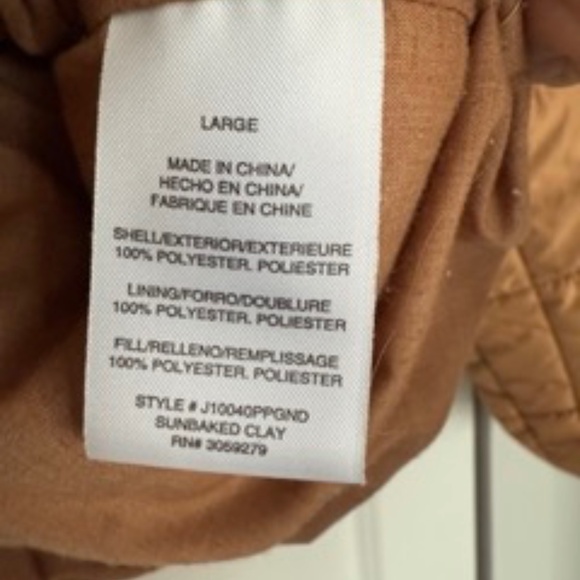 LARGE
MADE IN CHINA/
HECHO EN CHINA/
FABRIQUE EN CHINE
SHELL/EXTERIOR/EXTERIEURE
100% POLYESTER. POLIESTER
LINING/FORRO/DOUBLURE
100% POLYESTER. POLIESTER
FILL/RELLENO/REMPLISSAGE
100% POLYESTER. POLIESTER
STYLE # J10040PPGND
SUNBAKED CLAY
RN# 3059279